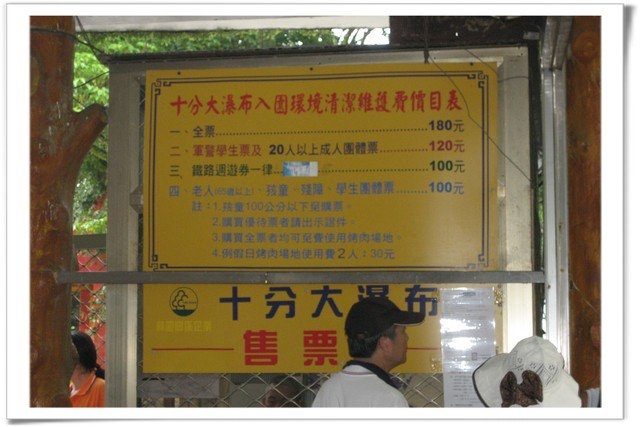 十分大瀑布入園環境清潔維護費價目表
一、全票..............................180元
二、軍警學生票及 20人以上成人團體票.........120元
三、鐵路週遊券一律.....................100元
四、老人(65歲以上)、孩童、殘障、學生團體票.........100元
註：1.孩童100公分以下免購票。
2.購買優待票者請出示證件。
3.購買全票者均可免費使用烤肉場地。
4.例假日烤肉場地使用費2人：30元
十分大瀑布
售票